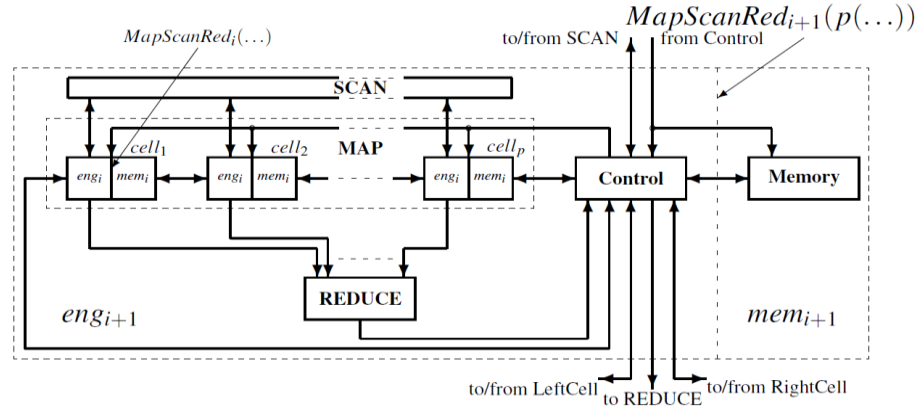 MapScanRed_{i+1}(p(...))
MapScanRed_i(...)
to/from SCAN
from Control
SCAN
cell_1
cell_2
MAP
cell_p
eng_i
mem_i
eng_i
mem_i
eng_i
mem_i
Control
Memory
REDUCE
eng_{i+1}
mem_{i+1}
to/from LeftCell
to REDUCE
to/from RightCell